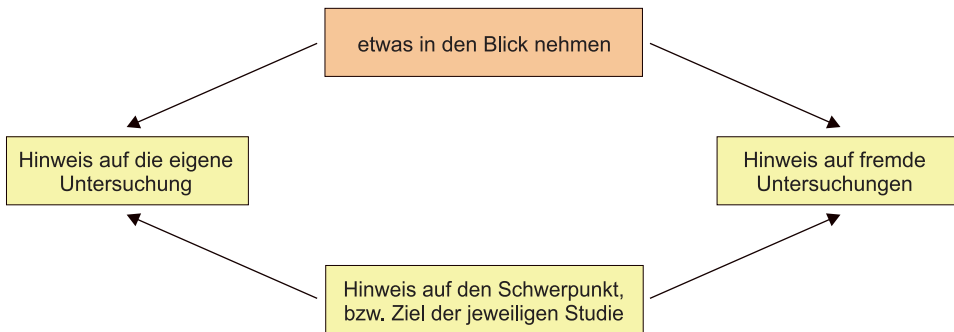 etwas in den Blick nehmen
Hinweis auf die eigene
Untersuchung
Hinweis auf fremde
Untersuchungen
Hinweis auf den Schwerpunkt,
bzw. Ziel der jeweiligen Studie